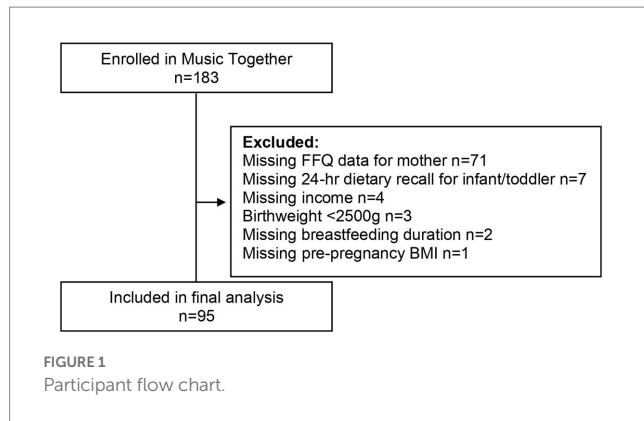 Enrolled in Music Together
n=183
Excluded:
Missing FFQ data for mother n=71
Missing 24-hr dietary recall for infant/toddler n=7
Missing income n=4
Birthweight <2500g n=3
Missing breastfeeding duration n=2
Missing pre-pregnancy BMI n=1
Included in final analysis
n=95
FIGURE 1
Participant flow chart.